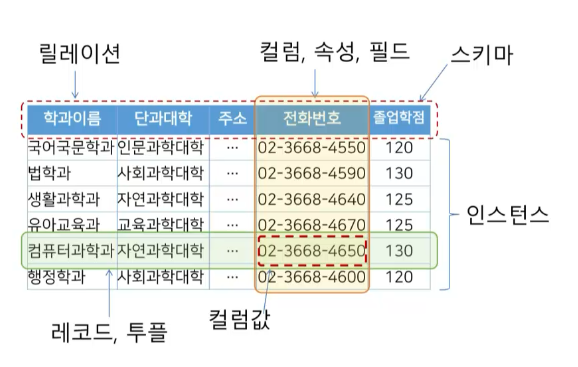 릴레이션
컬럼, 속성, 필드
스키마
학과이름 단과대학 주소 전화번호 졸업학점
국어국문학과 인문과학대학 ... 02-3668-4550 120
법학과 사회과학대학 ... 02-3668-4590 130
생활과학과 자연과학대학 ... 02-3668-4640 125
유아교육과 교육과학대학 ... 02-3668-4670 125
컴퓨터과학과 자연과학대학 ... 02-3668-4650 130
행정학과 사회과학대학 ... 02-3668-4600 120
인스턴스
레코드, 투플
컬럼값